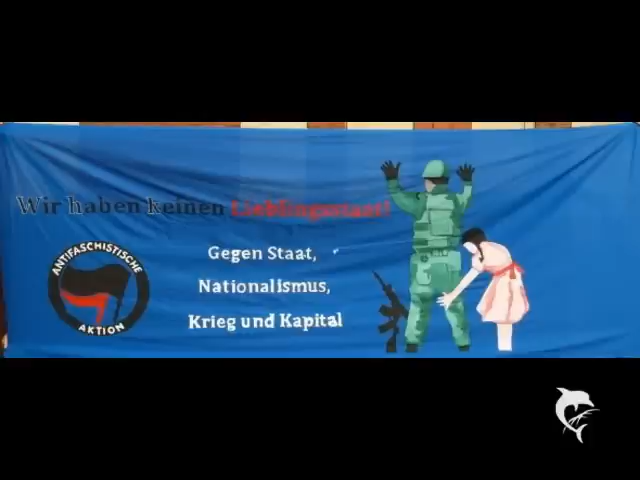 Wir haben keinen Lieblingsstaat!
ANTIFASCHISTISCHE
AKTION
Gegen Staat,
Nationalismus,
Krieg und Kapital